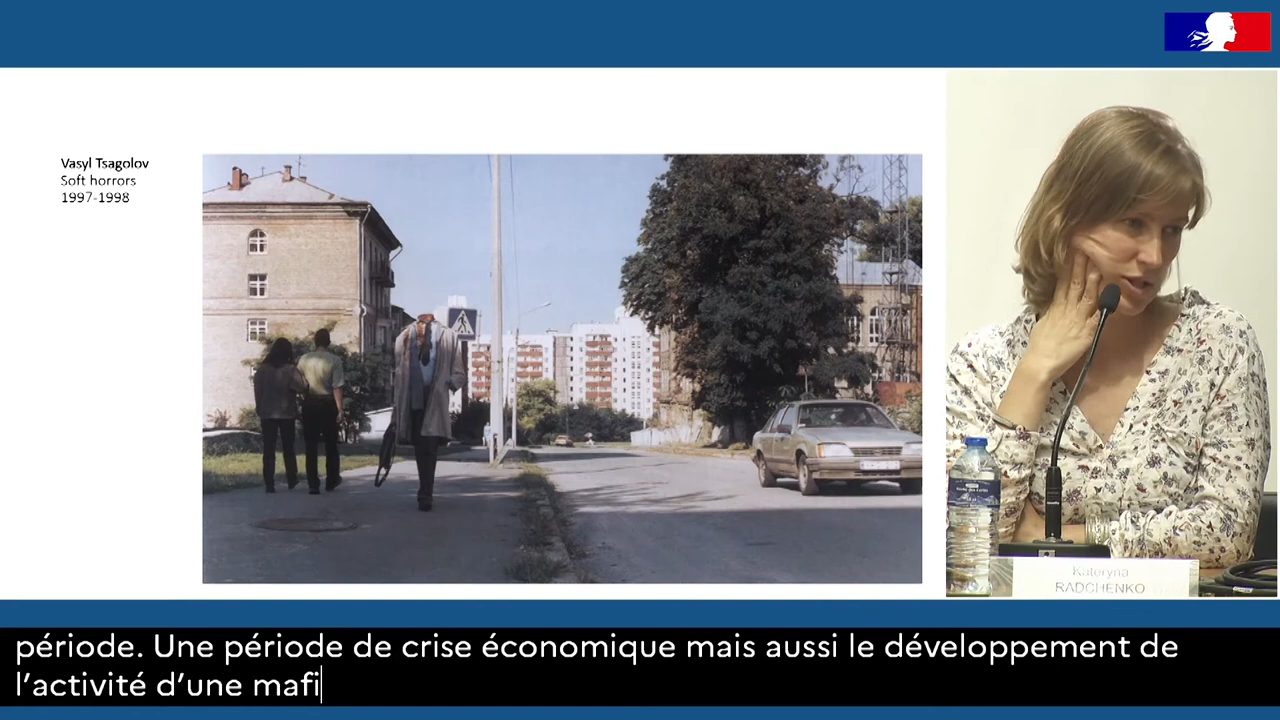 Vasyl Tsagolov
Soft horrors
1997-1998
Kateryna
RADCHENKO
période. Une période de crise économique mais aussi le développement de
l’activité d’une mafi